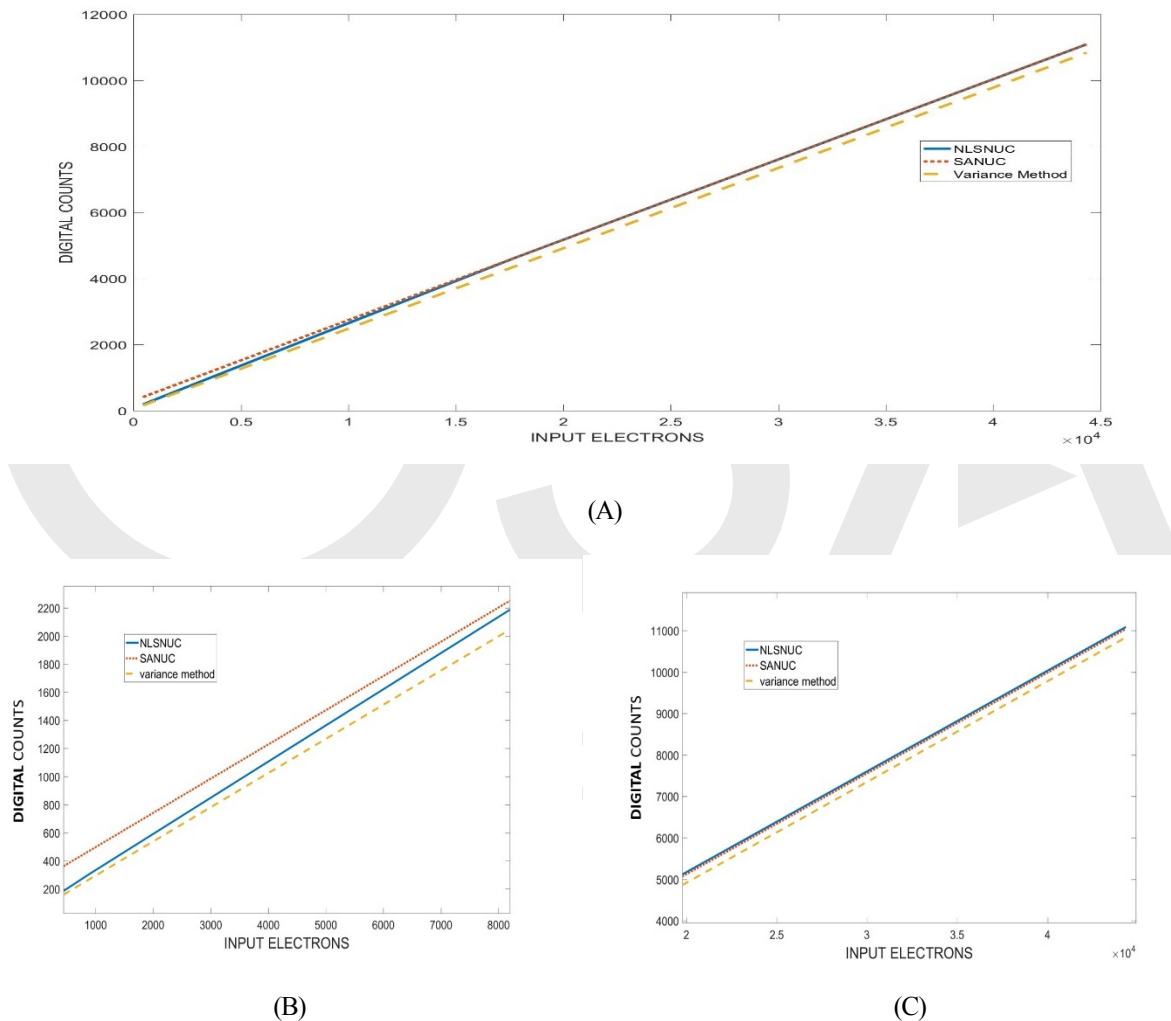 12000
10000
8000
6000
4000
2000
0
DIGITAL COUNTS
NLSNUC
SANUC
Variance Method
0 0.5 1 1.5 2 2.5 3 3.5 4 4.5
INPUT ELECTRONS
×10⁴
(A)
2200
2000
1800
1600
1400
1200
1000
800
600
400
200
DIGITAL COUNTS
NLSNUC
SANUC
variance method
1000 2000 3000 4000 5000 6000 7000 8000
INPUT ELECTRONS
(B)
11000
10000
9000
8000
7000
6000
5000
4000
DIGITAL COUNTS
NLSNUC
SANUC
variance method
2 2.5 3 3.5 4
INPUT ELECTRONS
×10⁴
(C)